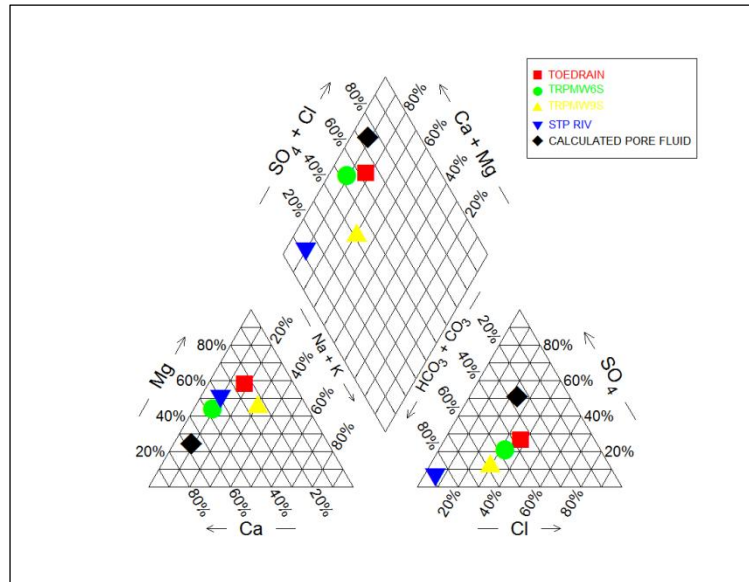 TOEDRAIN
TRPMW6S
TRPMW9S
STP RIV
CALCULATED PORE FLUID
80%
80%
60%
60%
40%
40%
20%
20%
SO4 + Cl
Ca + Mg
Na + K
HCO3 + CO3
Mg
80%
60%
40%
20%
20%
40%
60%
80%
80%
60%
40%
20%
Ca
20%
40%
60%
80%
SO4
80%
60%
40%
20%
20%
40%
60%
80%
Cl